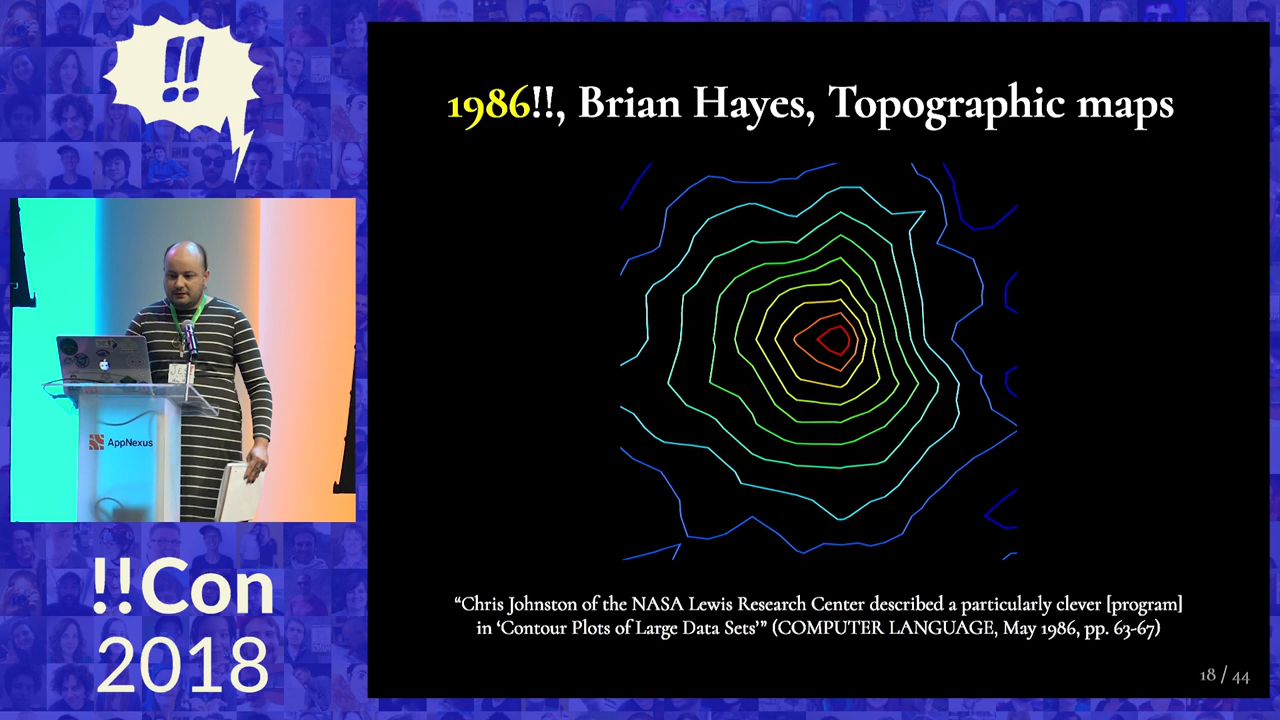 !!
1986!!, Brian Hayes, Topographic maps
AppNexus
!!Con
2018
“Chris Johnston of the NASA Lewis Research Center described a particularly clever [program]
in ‘Contour Plots of Large Data Sets’” (COMPUTER LANGUAGE, May 1986, pp. 63-67)
18 / 44